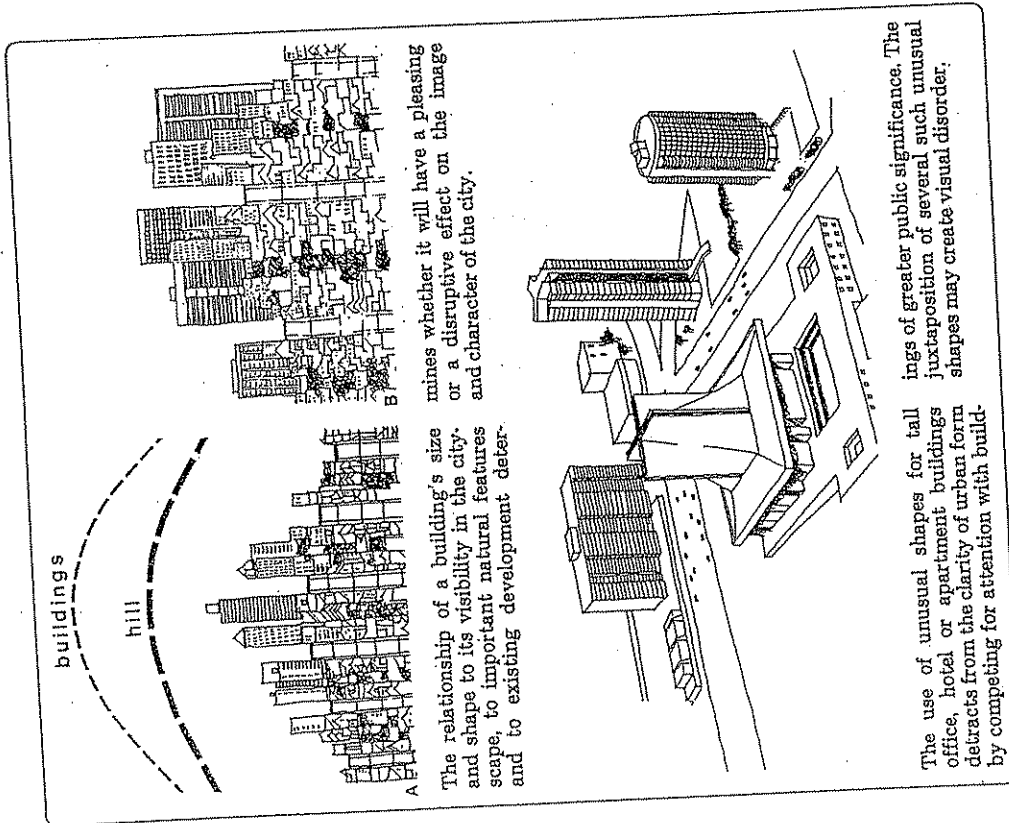 buildings
hill
A
B
The relationship of a building's size
and shape to its visibility in the city-
scape, to important natural features
and to existing development deter-
mines whether it will have a pleasing
or a disruptive effect on the image
and character of the city.
The use of unusual shapes for tall
office, hotel or apartment buildings
detracts from the clarity of urban form
by competing for attention with build-
ings of greater public significance. The
juxtaposition of several such unusual
shapes may create visual disorder.